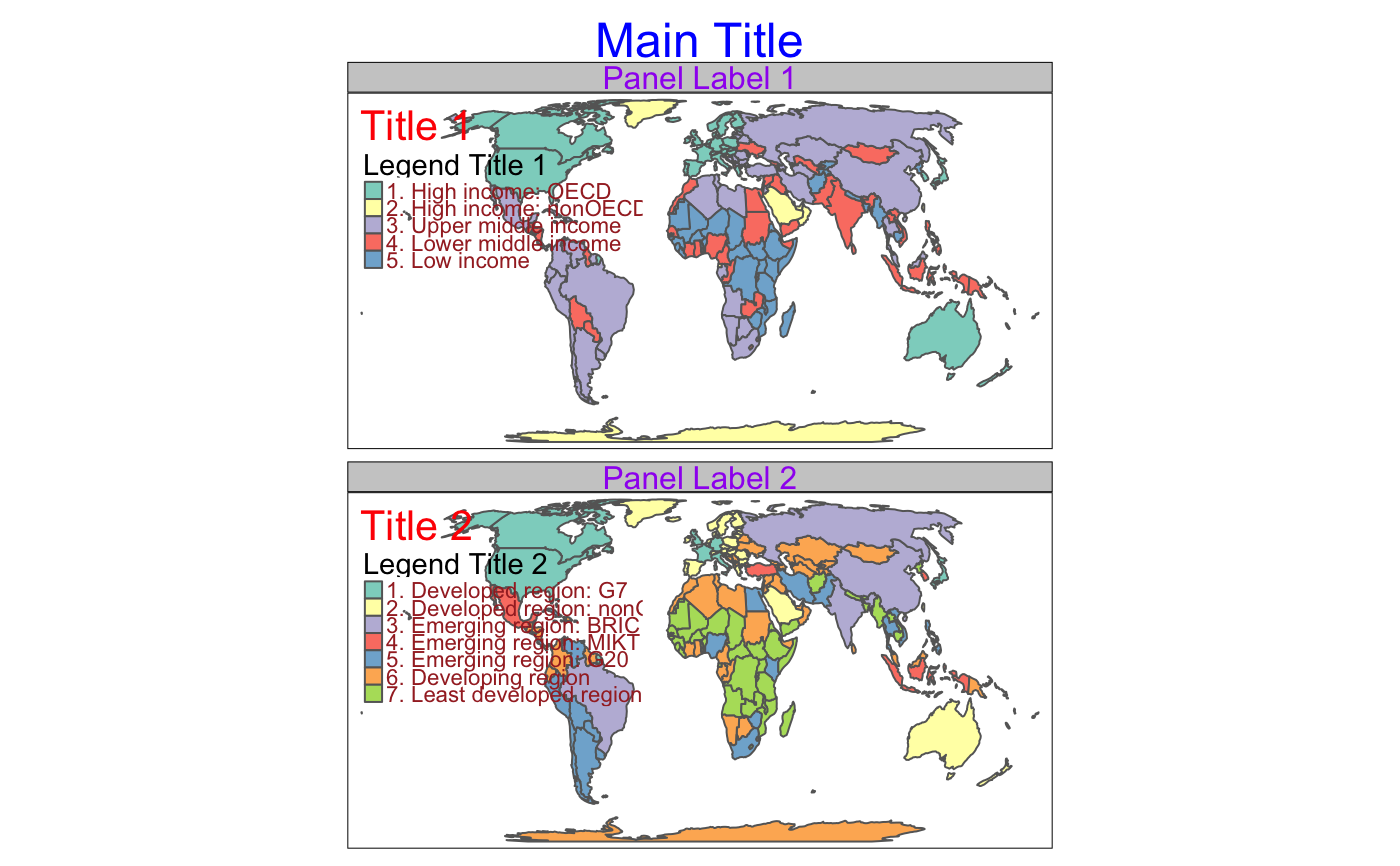 Main Title
Panel Label 1
Title 1
Legend Title 1
1. High income: OECD
2. High income: nonOECD
3. Upper middle income
4. Lower middle income
5. Low income
Panel Label 2
Title 2
Legend Title 2
1. Developed region: G7
2. Developed region: non
3. Emerging region: BRIC
4. Emerging region: MIKT
5. Emerging region: G20
6. Developing region
7. Least developed region